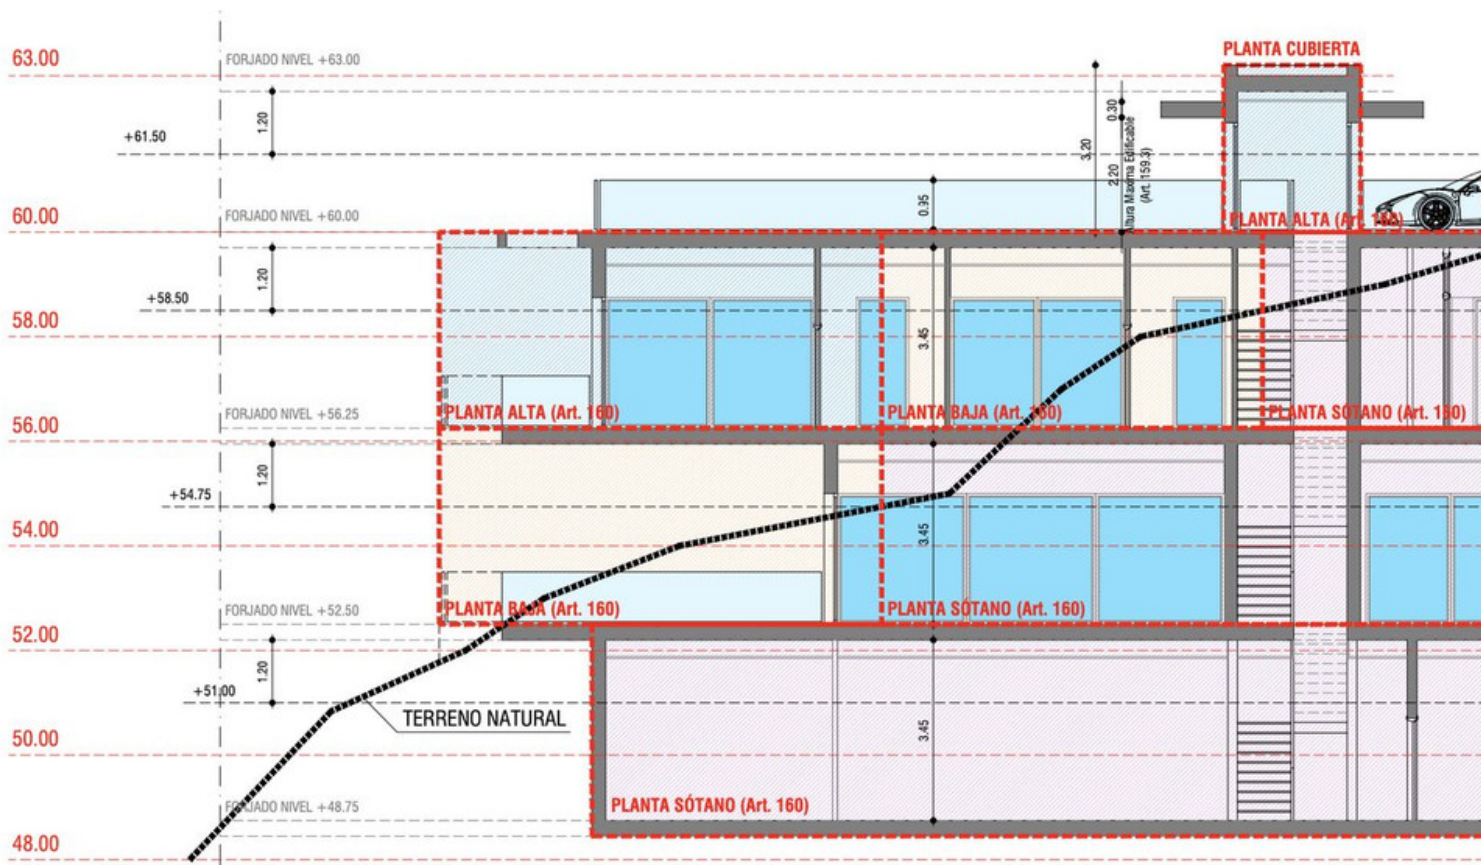 63.00
FORJADO NIVEL +63.00
PLANTA CUBIERTA
1.20
+61.50
3.20
0.30
2.20
Altura Maxima Edificable
(Art. 159.3)
0.95
60.00
FORJADO NIVEL +60.00
PLANTA ALTA (Art. 160)
1.20
+58.50
58.00
3.45
FORJADO NIVEL +56.25
56.00
PLANTA ALTA (Art. 160)
PLANTA BAJA (Art. 160)
PLANTA SÓTANO (Art. 160)
1.20
+54.75
54.00
3.45
FORJADO NIVEL +52.50
52.00
PLANTA BAJA (Art. 160)
PLANTA SÓTANO (Art. 160)
1.20
+51.00
TERRENO NATURAL
50.00
3.45
FORJADO NIVEL +48.75
PLANTA SÓTANO (Art. 160)
48.00